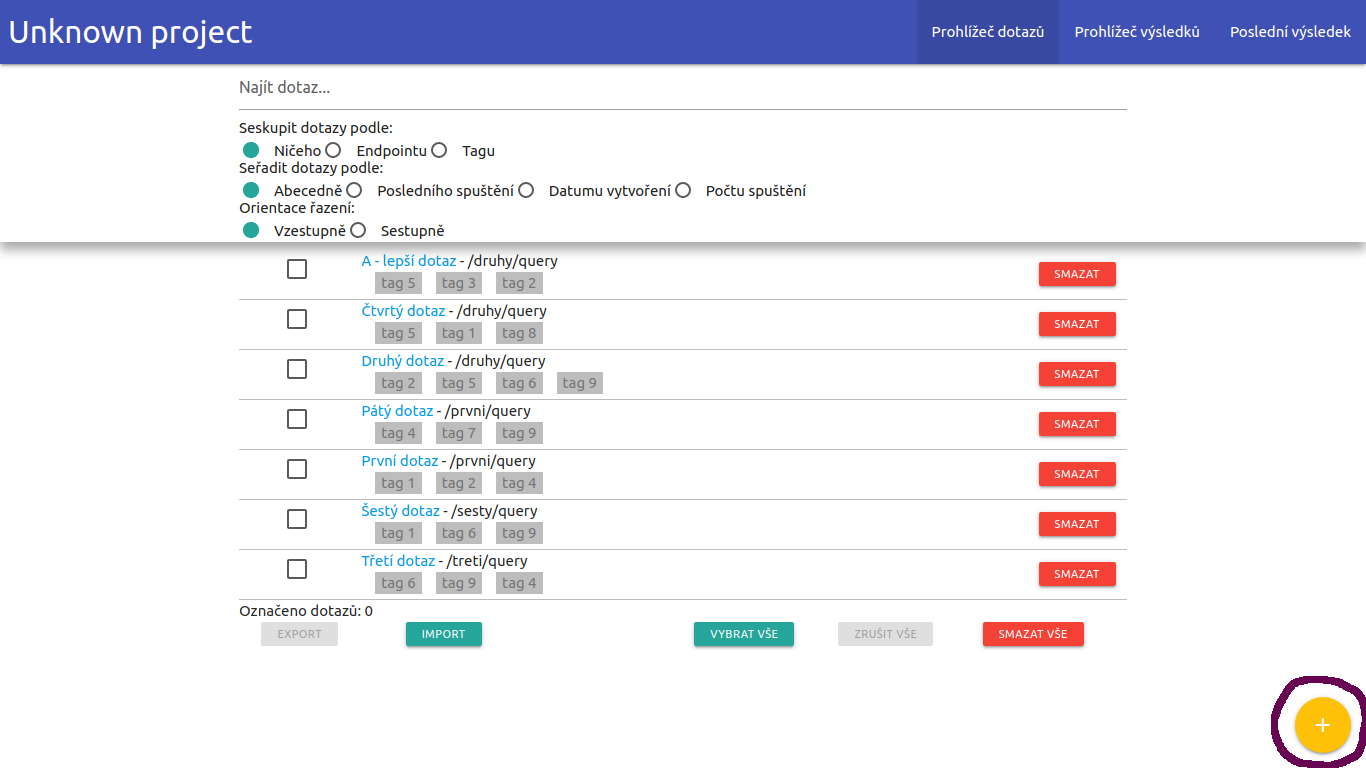 Unknown project Prohlížeč dotazů Prohlížeč výsledků Poslední výsledek
Najít dotaz...
Seskupit dotazy podle:
Ničeho Endpointu Tagu
Seřadit dotazy podle:
Abecedně Posledního spuštění Datumu vytvoření Počtu spuštění
Orientace řazení:
Vzestupně Sestupně
A - lepší dotaz - /druhy/query
tag 5 tag 3 tag 2 SMAZAT
Čtvrtý dotaz - /druhy/query
tag 5 tag 1 tag 8 SMAZAT
Druhý dotaz - /druhy/query
tag 2 tag 5 tag 6 tag 9 SMAZAT
Pátý dotaz - /prvni/query
tag 4 tag 7 tag 9 SMAZAT
První dotaz - /prvni/query
tag 1 tag 2 tag 4 SMAZAT
Šestý dotaz - /sesty/query
tag 1 tag 6 tag 9 SMAZAT
Třetí dotaz - /treti/query
tag 6 tag 9 tag 4 SMAZAT
Označeno dotazů: 0
EXPORT IMPORT VYBRAT VŠE ZRUŠIT VŠE SMAZAT VŠE
+